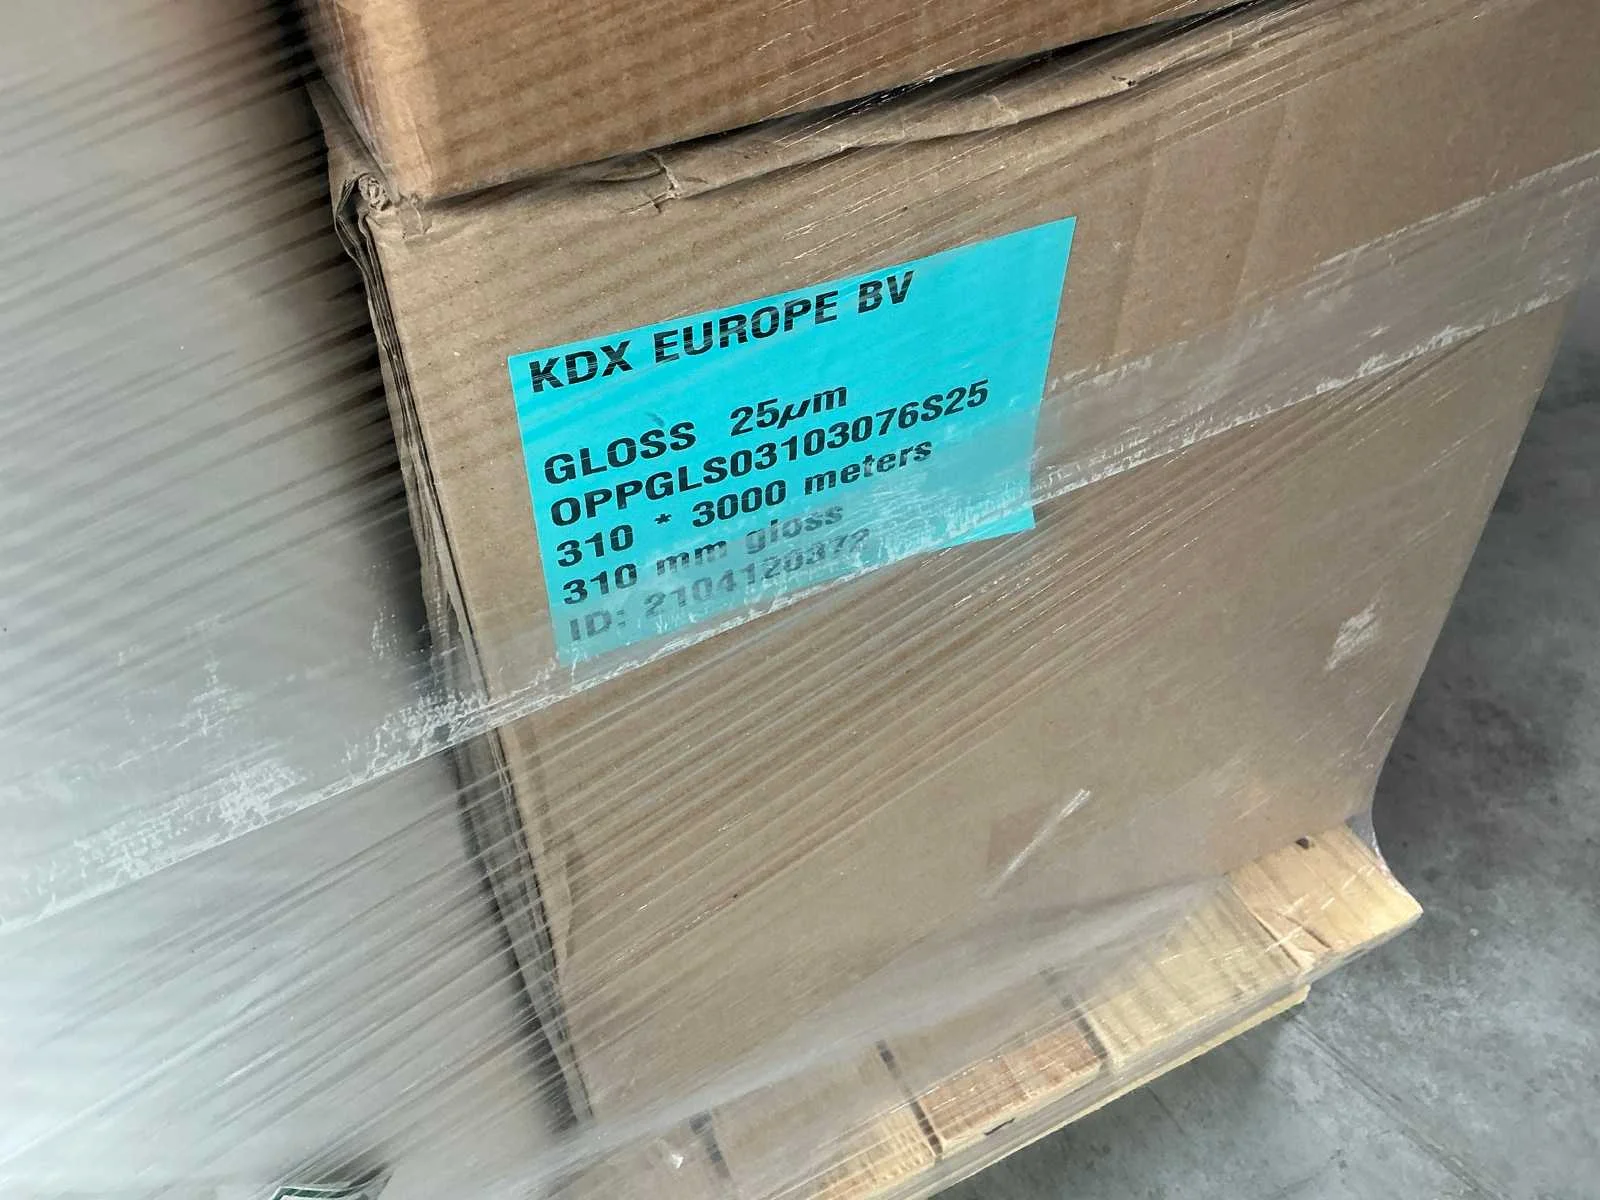 KDX EUROPE BV
GLOSS 25µm
OPPGLS03103076S25
310 * 3000 meters
310 mm gloss
ID: 2104120372